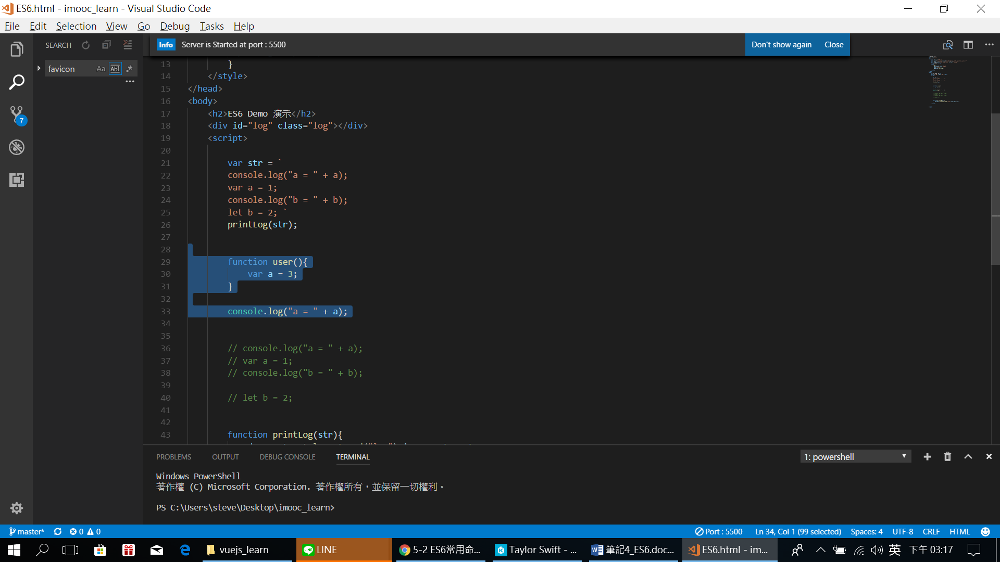 ES6.html - imooc_learn - Visual Studio Code
File Edit Selection View Go Debug Tasks Help
SEARCH
Info Server is Started at port : 5500 Don't show again Close
favicon Aa Abl .*
13 }
14 </style>
15 </head>
16 <body>
17 <h2>ES6 Demo 演示</h2>
18 <div id="log" class="log"></div>
19 <script>
20
21 var str = `
22 console.log("a = " + a);
23 var a = 1;
24 console.log("b = " + b);
25 let b = 2; `
26 printLog(str);
27
28
29 function user(){
30 var a = 3;
31 }
32
33 console.log("a = " + a);
34
35
36 // console.log("a = " + a);
37 // var a = 1;
38 // console.log("b = " + b);
39
40 // let b = 2;
41
42
43 function printLog(str){
7
PROBLEMS OUTPUT DEBUG CONSOLE TERMINAL 1: powershell
Windows PowerShell
著作權 (C) Microsoft Corporation. 著作權所有，並保留一切權利。
PS C:\Users\steve\Desktop\imooc_learn>
master* 0 0 Port : 5500 Ln 34, Col 1 (99 selected) Spaces: 4 UTF-8 CRLF HTML
vuejs_learn LINE 5-2 ES6常用命... Taylor Swift - ... 筆記4_ES6.doc... ES6.html - im... 英 下午 03:17